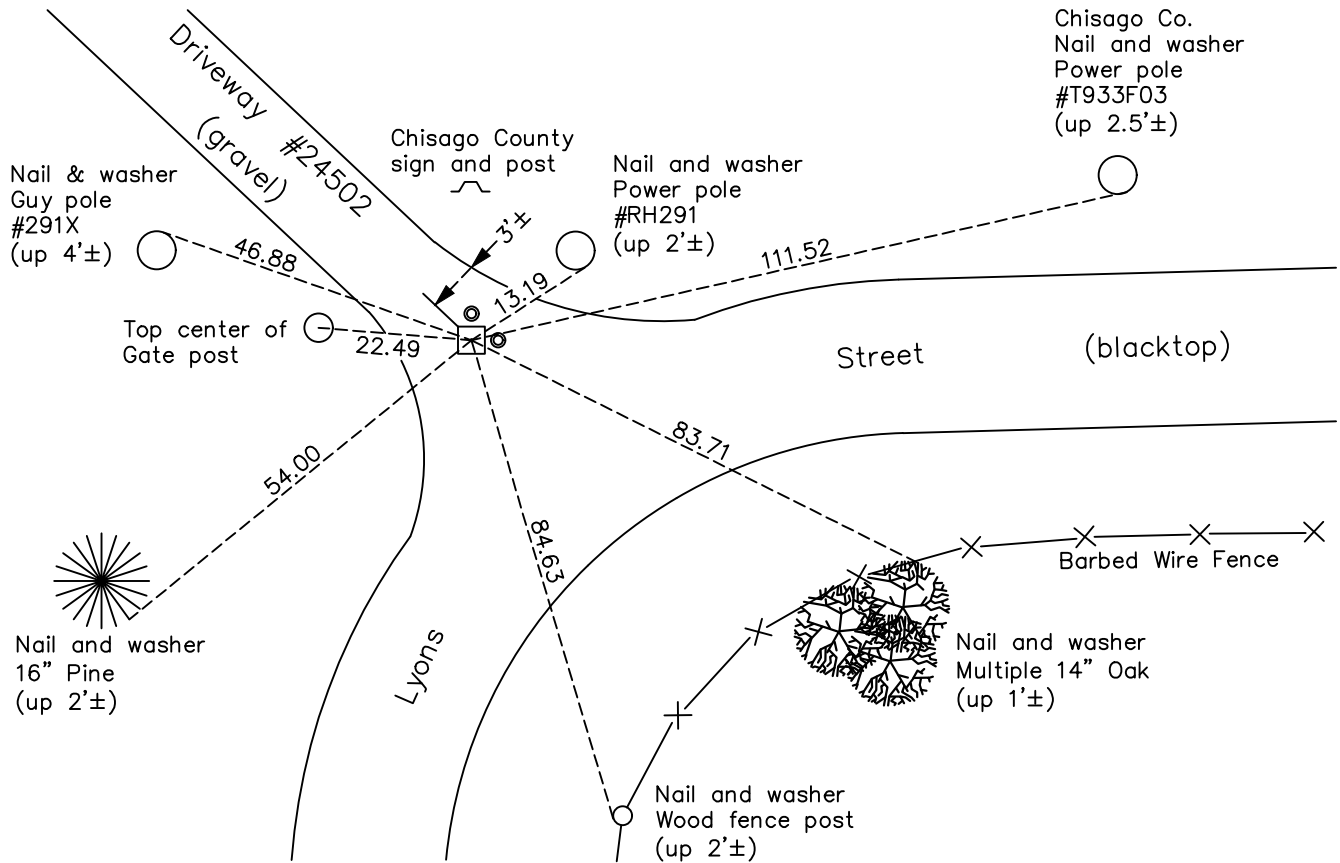 Chisago Co.
Nail and washer
Power pole
#T933F03
(up 2.5'±)
Driveway #24502
(gravel)
Chisago County
sign and post
Nail and washer
Power pole
#RH291
(up 2'±)
Nail & washer
Guy pole
#291X
(up 4'±)
3'±
46.88
13.19
111.52
Top center of
Gate post
22.49
Street (blacktop)
54.00
83.71
84.63
Barbed Wire Fence
Nail and washer
16" Pine
(up 2'±)
Lyons
Nail and washer
Multiple 14" Oak
(up 1'±)
Nail and washer
Wood fence post
(up 2'±)